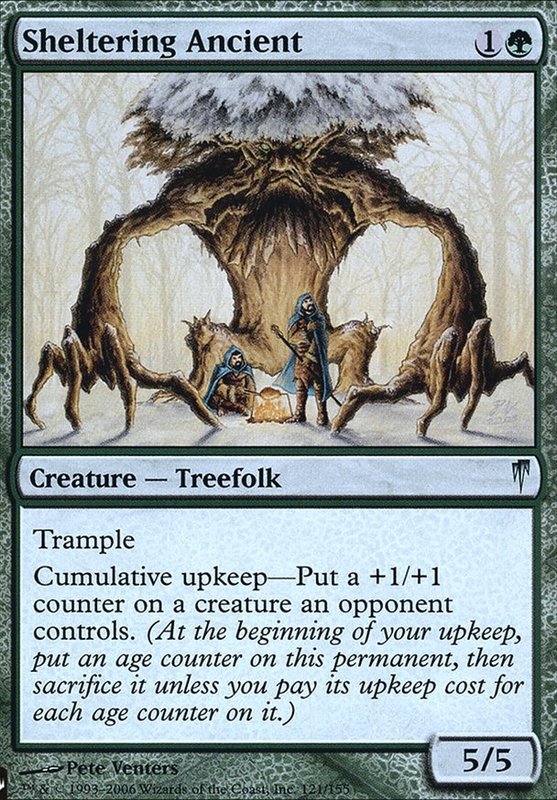 Sheltering Ancient 1
Creature — Treefolk
Trample
Cumulative upkeep—Put a +1/+1
counter on a creature an opponent
controls. (At the beginning of your upkeep,
put an age counter on this permanent, then
sacrifice it unless you pay its upkeep cost for
each age counter on it.)
5/5
Pete Venters
™ & © 1993–2006 Wizards of the Coast, Inc. 121/155